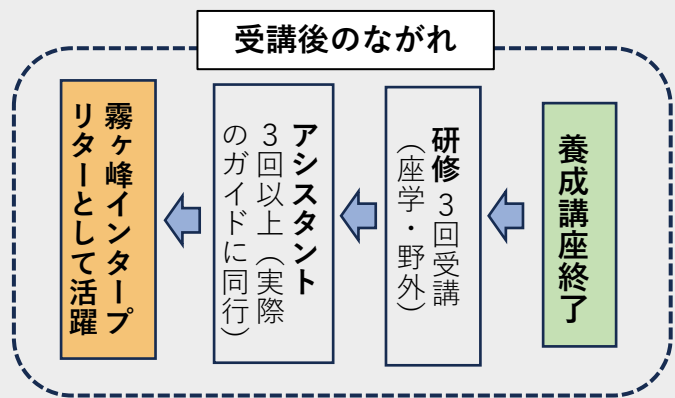 受講後のながれ
養成講座終了
研修 3回受講
（座学・野外）
アシスタント
3回以上（実際
のガイドに同行）
霧ヶ峰インタープ
リターとして活躍